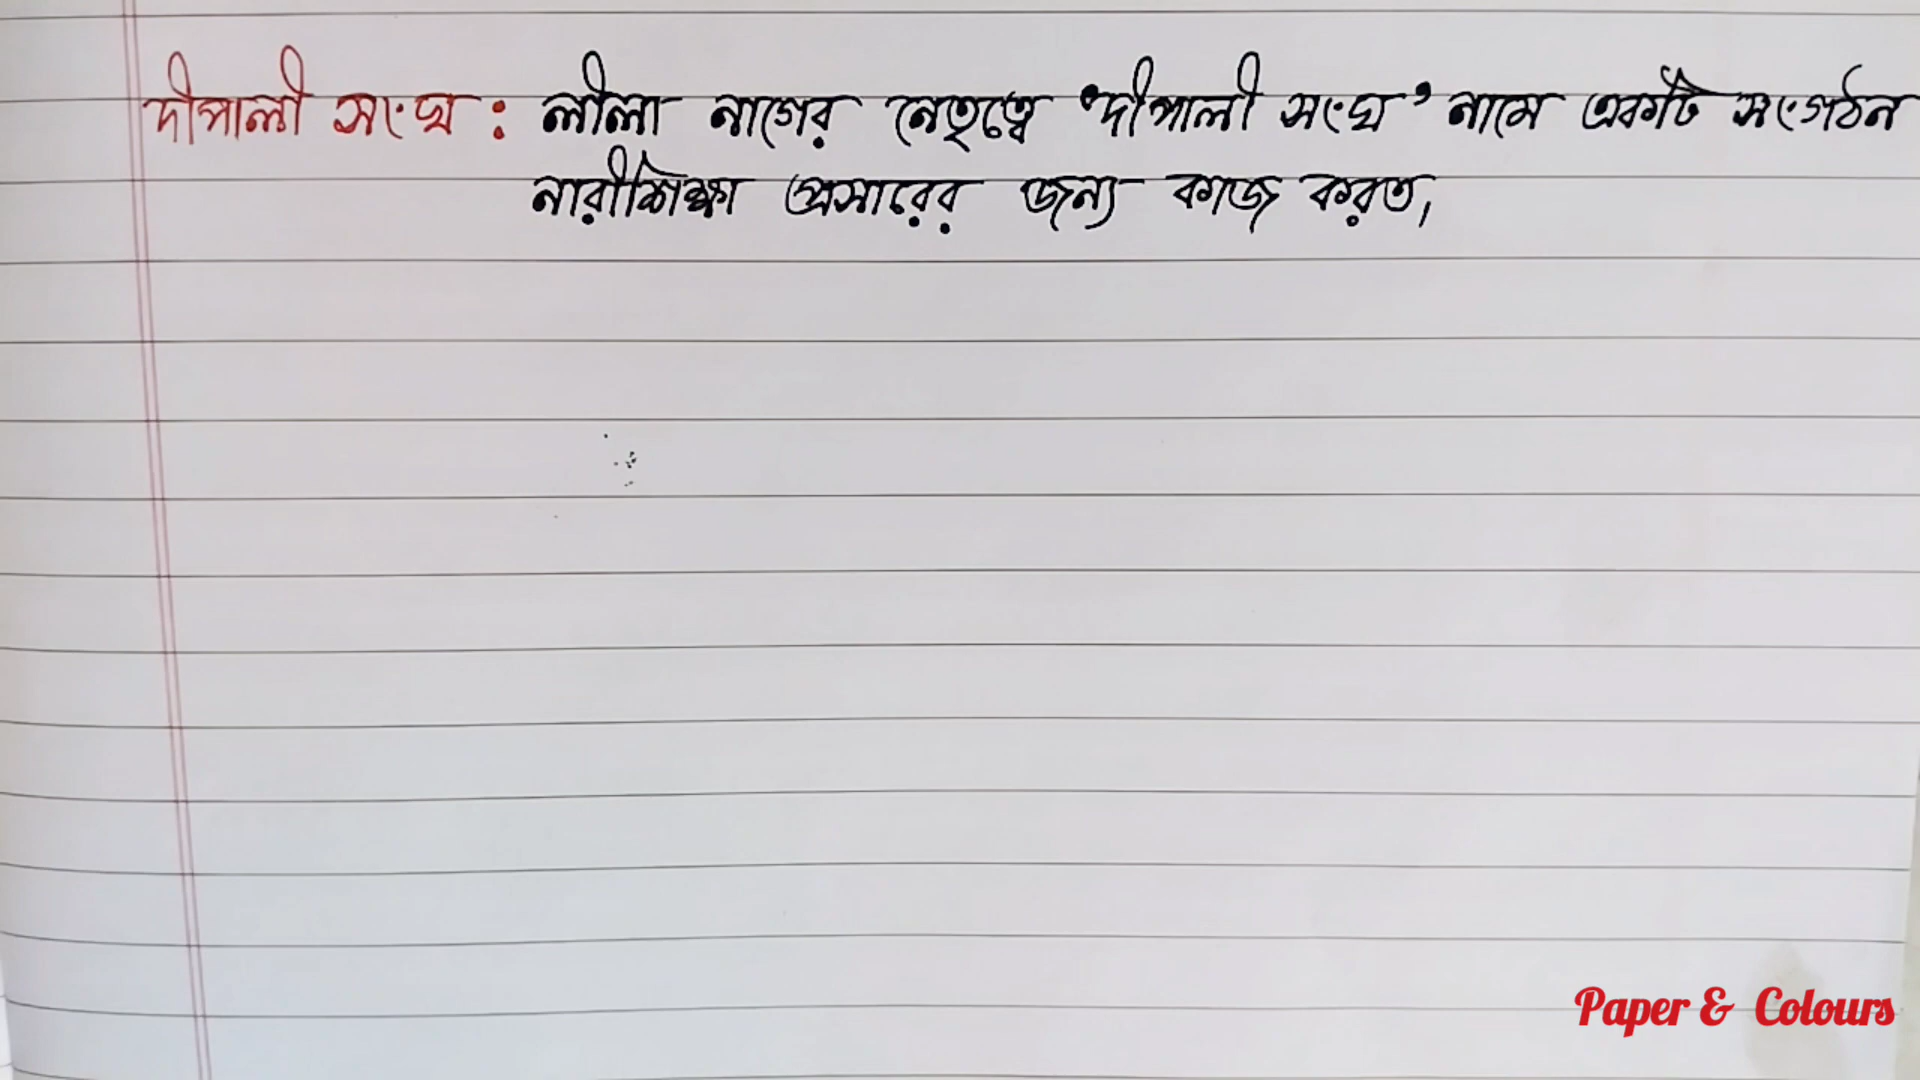 দীপালী সংঘ : লীলা নাগের নেতৃত্বে ‘দীপালী সংঘ’ নামে একটি সংগঠন
নারীশিক্ষা প্রসারের জন্য কাজ করত,
Paper & Colours